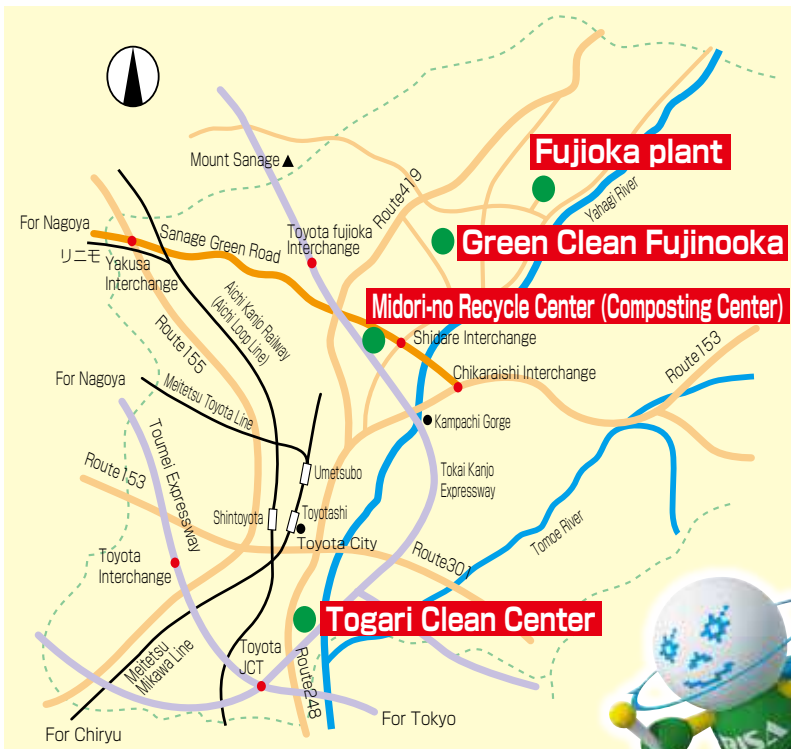 Fujioka plant
Mount Sanage▲
Route419
Yahagi River
For Nagoya
Sanage Green Road
Toyota fujioka
Interchange
Green Clean Fujinooka
リニモ
Yakusa
Interchange
Aichi Kanjo Railway
(Aichi Loop Line)
Midori-no Recycle Center (Composting Center)
Route155
Shidare Interchange
Route153
For Nagoya
Chikaraishi Interchange
Meitetsu Toyota Line
Kampachi Gorge
Toumei Expressway
Route153
Umetsubo
Tokai Kanjo
Expressway
Shintoyota
Toyotashi
Toyota City
Tomoe River
Toyota
Interchange
Route301
Togari Clean Center
Meitetsu
Mikawa Line
Toyota
JCT
Route248
For Tokyo
For Chiryu